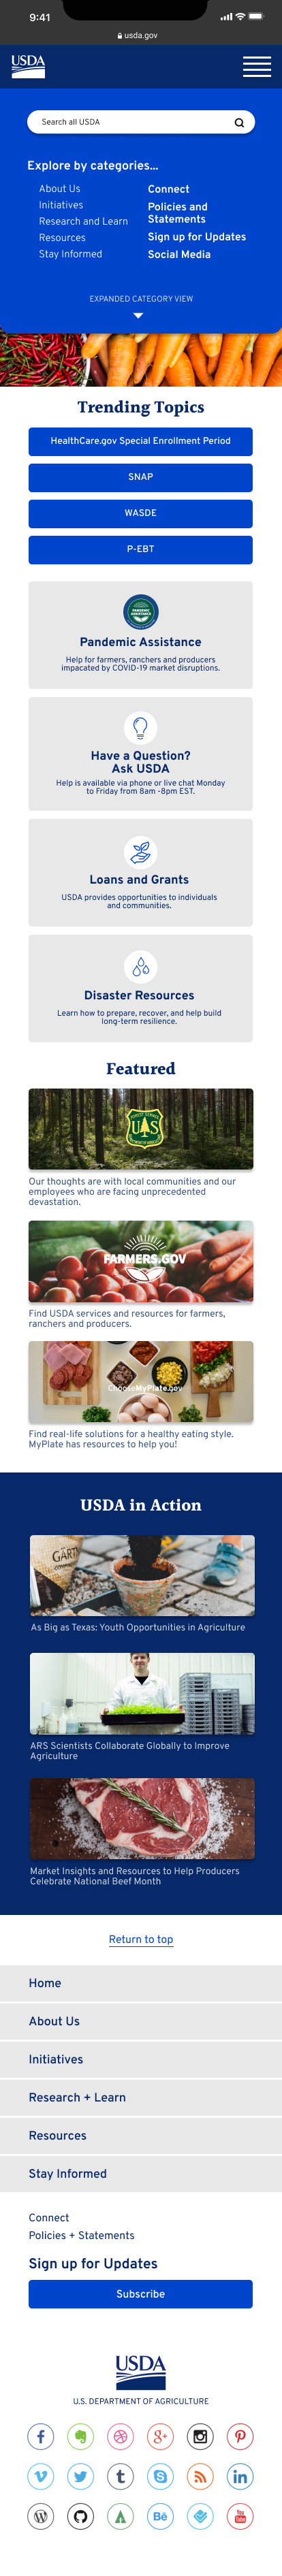 9:41
usda.gov
USDA
Search all USDA
Explore by categories...
About Us
Initiatives
Research and Learn
Resources
Stay Informed
Connect
Policies and
Statements
Sign up for Updates
Social Media
EXPANDED CATEGORY VIEW
Trending Topics
HealthCare.gov Special Enrollment Period
SNAP
WASDE
P-EBT
PANDEMIC
ASSISTANCE
Pandemic Assistance
Help for farmers, ranchers and producers
impacated by COVID-19 market disruptions.
Have a Question?
Ask USDA
Help is available via phone or live chat Monday
to Friday from 8am -8pm EST.
Loans and Grants
USDA provides opportunities to individuals
and communities.
Disaster Resources
Learn how to prepare, recover, and help build
long-term resilience.
Featured
FOREST SERVICE
U S
Our thoughts are with local communities and our
employees who are facing unprecedented
devastation.
FARMERS.GOV
Find USDA services and resources for farmers,
ranchers and producers.
ChooseMyPlate.gov
Find real-life solutions for a healthy eating style.
MyPlate has resources to help you!
USDA in Action
GÄRT
As Big as Texas: Youth Opportunities in Agriculture
ARS Scientists Collaborate Globally to Improve
Agriculture
Market Insights and Resources to Help Producers
Celebrate National Beef Month
Return to top
Home
About Us
Initiatives
Research + Learn
Resources
Stay Informed
Connect
Policies + Statements
Sign up for Updates
Subscribe
USDA
U.S. DEPARTMENT OF AGRICULTURE